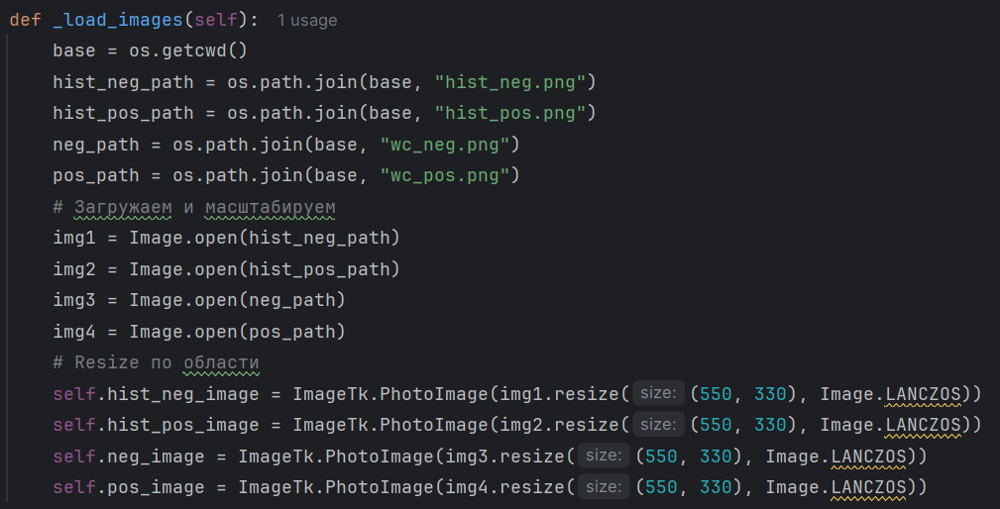 def _load_images(self): 1 usage
base = os.getcwd()
hist_neg_path = os.path.join(base, "hist_neg.png")
hist_pos_path = os.path.join(base, "hist_pos.png")
neg_path = os.path.join(base, "wc_neg.png")
pos_path = os.path.join(base, "wc_pos.png")
# Загружаем и масштабируем
img1 = Image.open(hist_neg_path)
img2 = Image.open(hist_pos_path)
img3 = Image.open(neg_path)
img4 = Image.open(pos_path)
# Resize по области
self.hist_neg_image = ImageTk.PhotoImage(img1.resize( size: (550, 330), Image.LANCZOS))
self.hist_pos_image = ImageTk.PhotoImage(img2.resize( size: (550, 330), Image.LANCZOS))
self.neg_image = ImageTk.PhotoImage(img3.resize( size: (550, 330), Image.LANCZOS))
self.pos_image = ImageTk.PhotoImage(img4.resize( size: (550, 330), Image.LANCZOS))